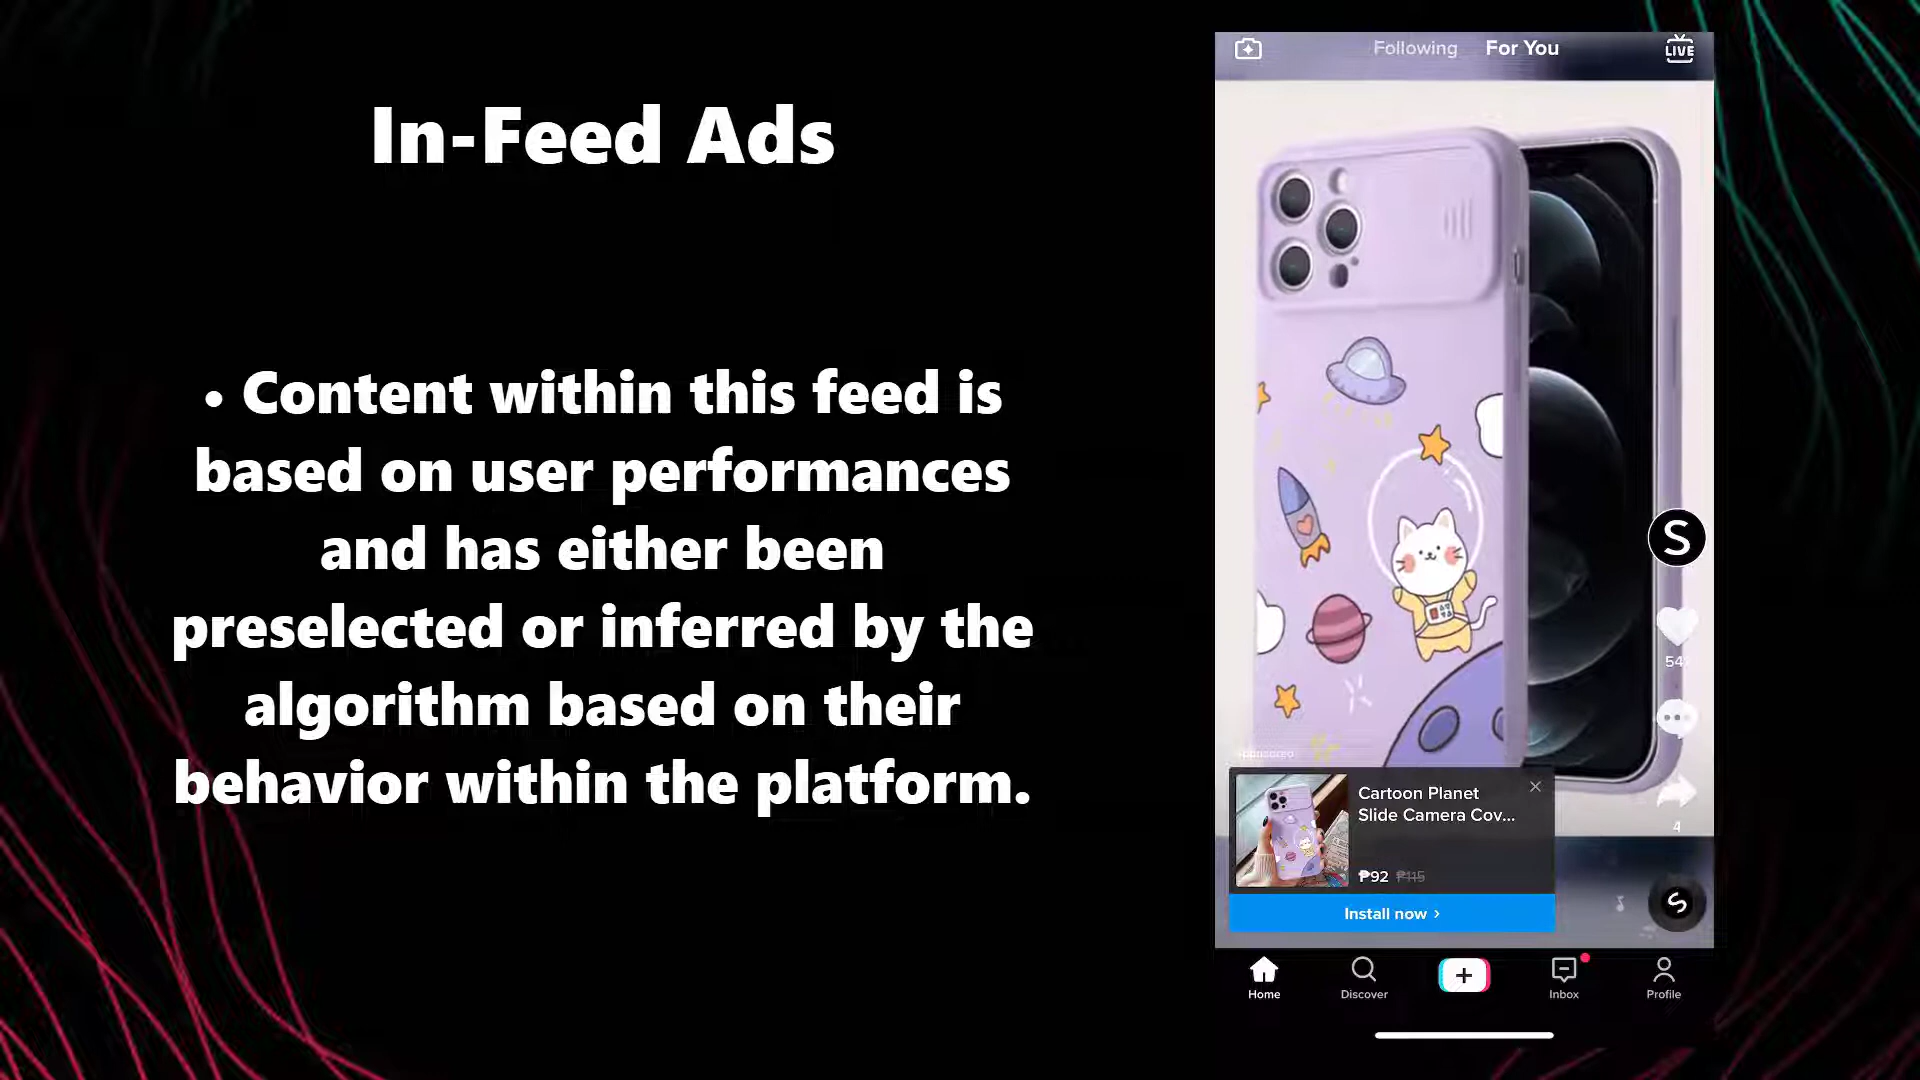 In-Feed Ads
• Content within this feed is
based on user performances
and has either been
preselected or inferred by the
algorithm based on their
behavior within the platform.
Following For You
LIVE
S
4
Sponsored
Cartoon Planet
Slide Camera Cov...
₱92 ₱115
Install now ›
S
Home Discover Inbox Profile